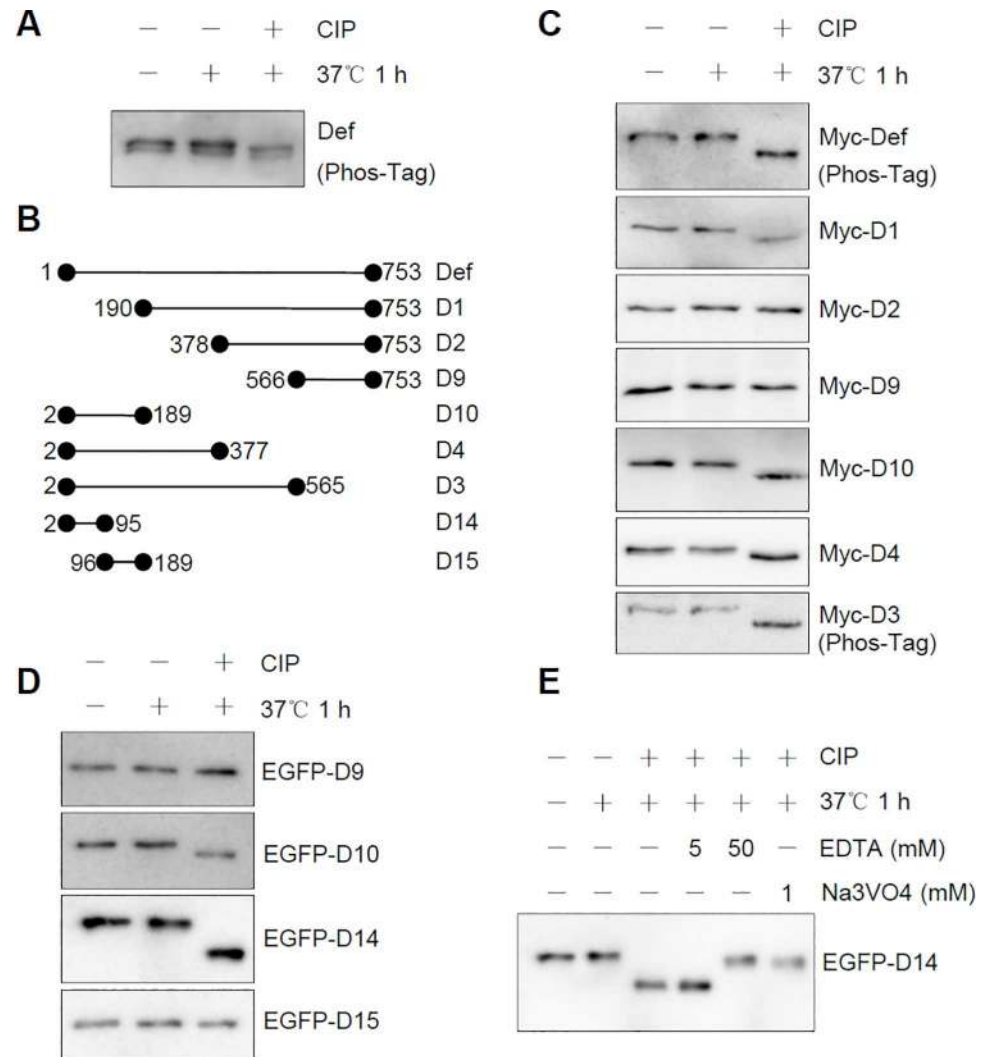 A
− − + CIP
− + + 37℃ 1 h
Def
(Phos-Tag)
B
1 753 Def
190 753 D1
378 753 D2
566 753 D9
2 189 D10
2 377 D4
2 565 D3
2 95 D14
96 189 D15
C
− − + CIP
− + + 37℃ 1 h
Myc-Def
(Phos-Tag)
Myc-D1
Myc-D2
Myc-D9
Myc-D10
Myc-D4
Myc-D3
(Phos-Tag)
D
− − + CIP
− + + 37℃ 1 h
EGFP-D9
EGFP-D10
EGFP-D14
EGFP-D15
E
− − + + + + CIP
− + + + + + 37℃ 1 h
− − − 5 50 − EDTA (mM)
− − − − − 1 Na3VO4 (mM)
EGFP-D14